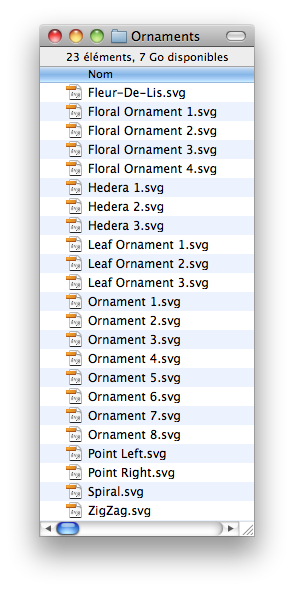 Ornaments
23 éléments, 7 Go disponibles
Nom
Fleur-De-Lis.svg
Floral Ornament 1.svg
Floral Ornament 2.svg
Floral Ornament 3.svg
Floral Ornament 4.svg
Hedera 1.svg
Hedera 2.svg
Hedera 3.svg
Leaf Ornament 1.svg
Leaf Ornament 2.svg
Leaf Ornament 3.svg
Ornament 1.svg
Ornament 2.svg
Ornament 3.svg
Ornament 4.svg
Ornament 5.svg
Ornament 6.svg
Ornament 7.svg
Ornament 8.svg
Point Left.svg
Point Right.svg
Spiral.svg
ZigZag.svg